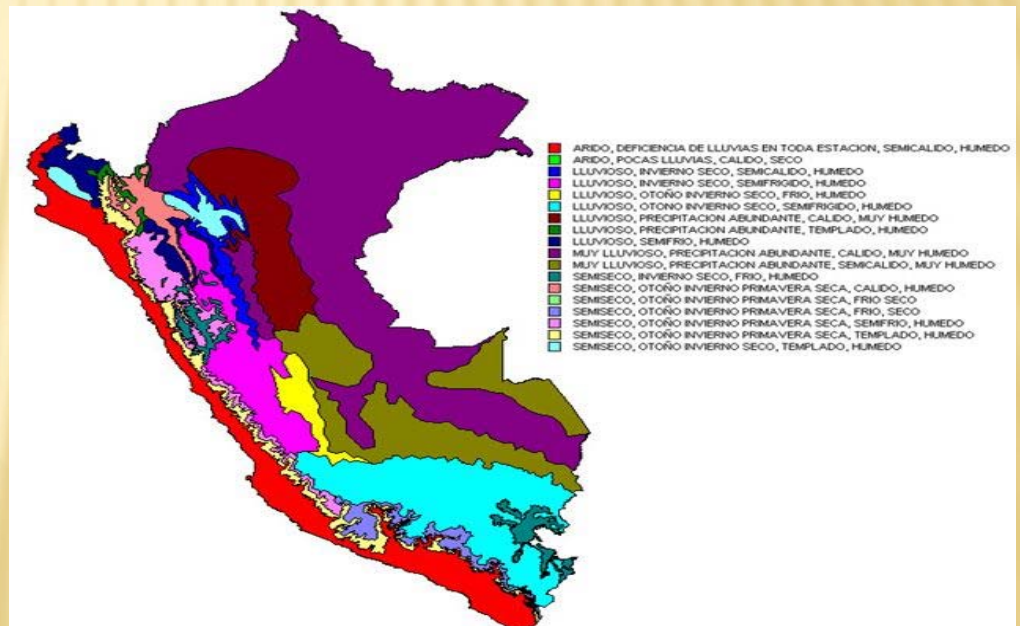 ARIDO, DEFICIENCIA DE LLUVIAS EN TODA ESTACION, SEMICALIDO, HUMEDO
ARIDO, POCAS LLUVIAS, CALIDO, SECO
LLUVIOSO, INVIERNO SECO, SEMICALIDO, HUMEDO
LLUVIOSO, INVIERNO SECO, SEMIFRIGIDO, HUMEDO
LLUVIOSO, OTOÑO INVIERNO SECO, FRIO, HUMEDO
LLUVIOSO, OTONO INVIERNO SECO, SEMIFRIGIDO, HUMEDO
LLUVIOSO, PRECIPITACION ABUNDANTE, CALIDO, MUY HUMEDO
LLUVIOSO, PRECIPITACION ABUNDANTE, TEMPLADO, HUMEDO
LLUVIOSO, SEMIFRIO, HUMEDO
MUY LLUVIOSO, PRECIPITACION ABUNDANTE, CALIDO, MUY HUMEDO
MUY LLUVIOSO, PRECIPITACION ABUNDANTE, SEMICALIDO, MUY HUMEDO
SEMISECO, INVIERNO SECO, FRIO, HUMEDO
SEMISECO, OTOÑO INVIERNO PRIMAVERA SECA, CALIDO, HUMEDO
SEMISECO, OTOÑO INVIERNO PRIMAVERA SECA, FRIO SECO
SEMISECO, OTOÑO INVIERNO PRIMAVERA SECA, FRIO, SECO
SEMISECO, OTOÑO INVIERNO PRIMAVERA SECA, SEMIFRIO, HUMEDO
SEMISECO, OTOÑO INVIERNO PRIMAVERA SECA, TEMPLADO, HUMEDO
SEMISECO, OTOÑO INVIERNO SECO, TEMPLADO, HUMEDO